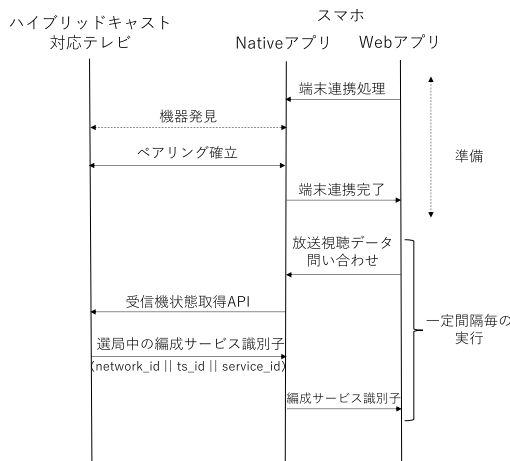 スマホ
ハイブリッドキャスト
対応テレビ
Nativeアプリ
Webアプリ
端末連携処理
機器発見
ペアリング確立
端末連携完了
準備
放送視聴データ
問い合わせ
受信機状態取得API
選局中の編成サービス識別子
(network_id || ts_id || service_id)
編成サービス識別子
一定間隔毎の
実行